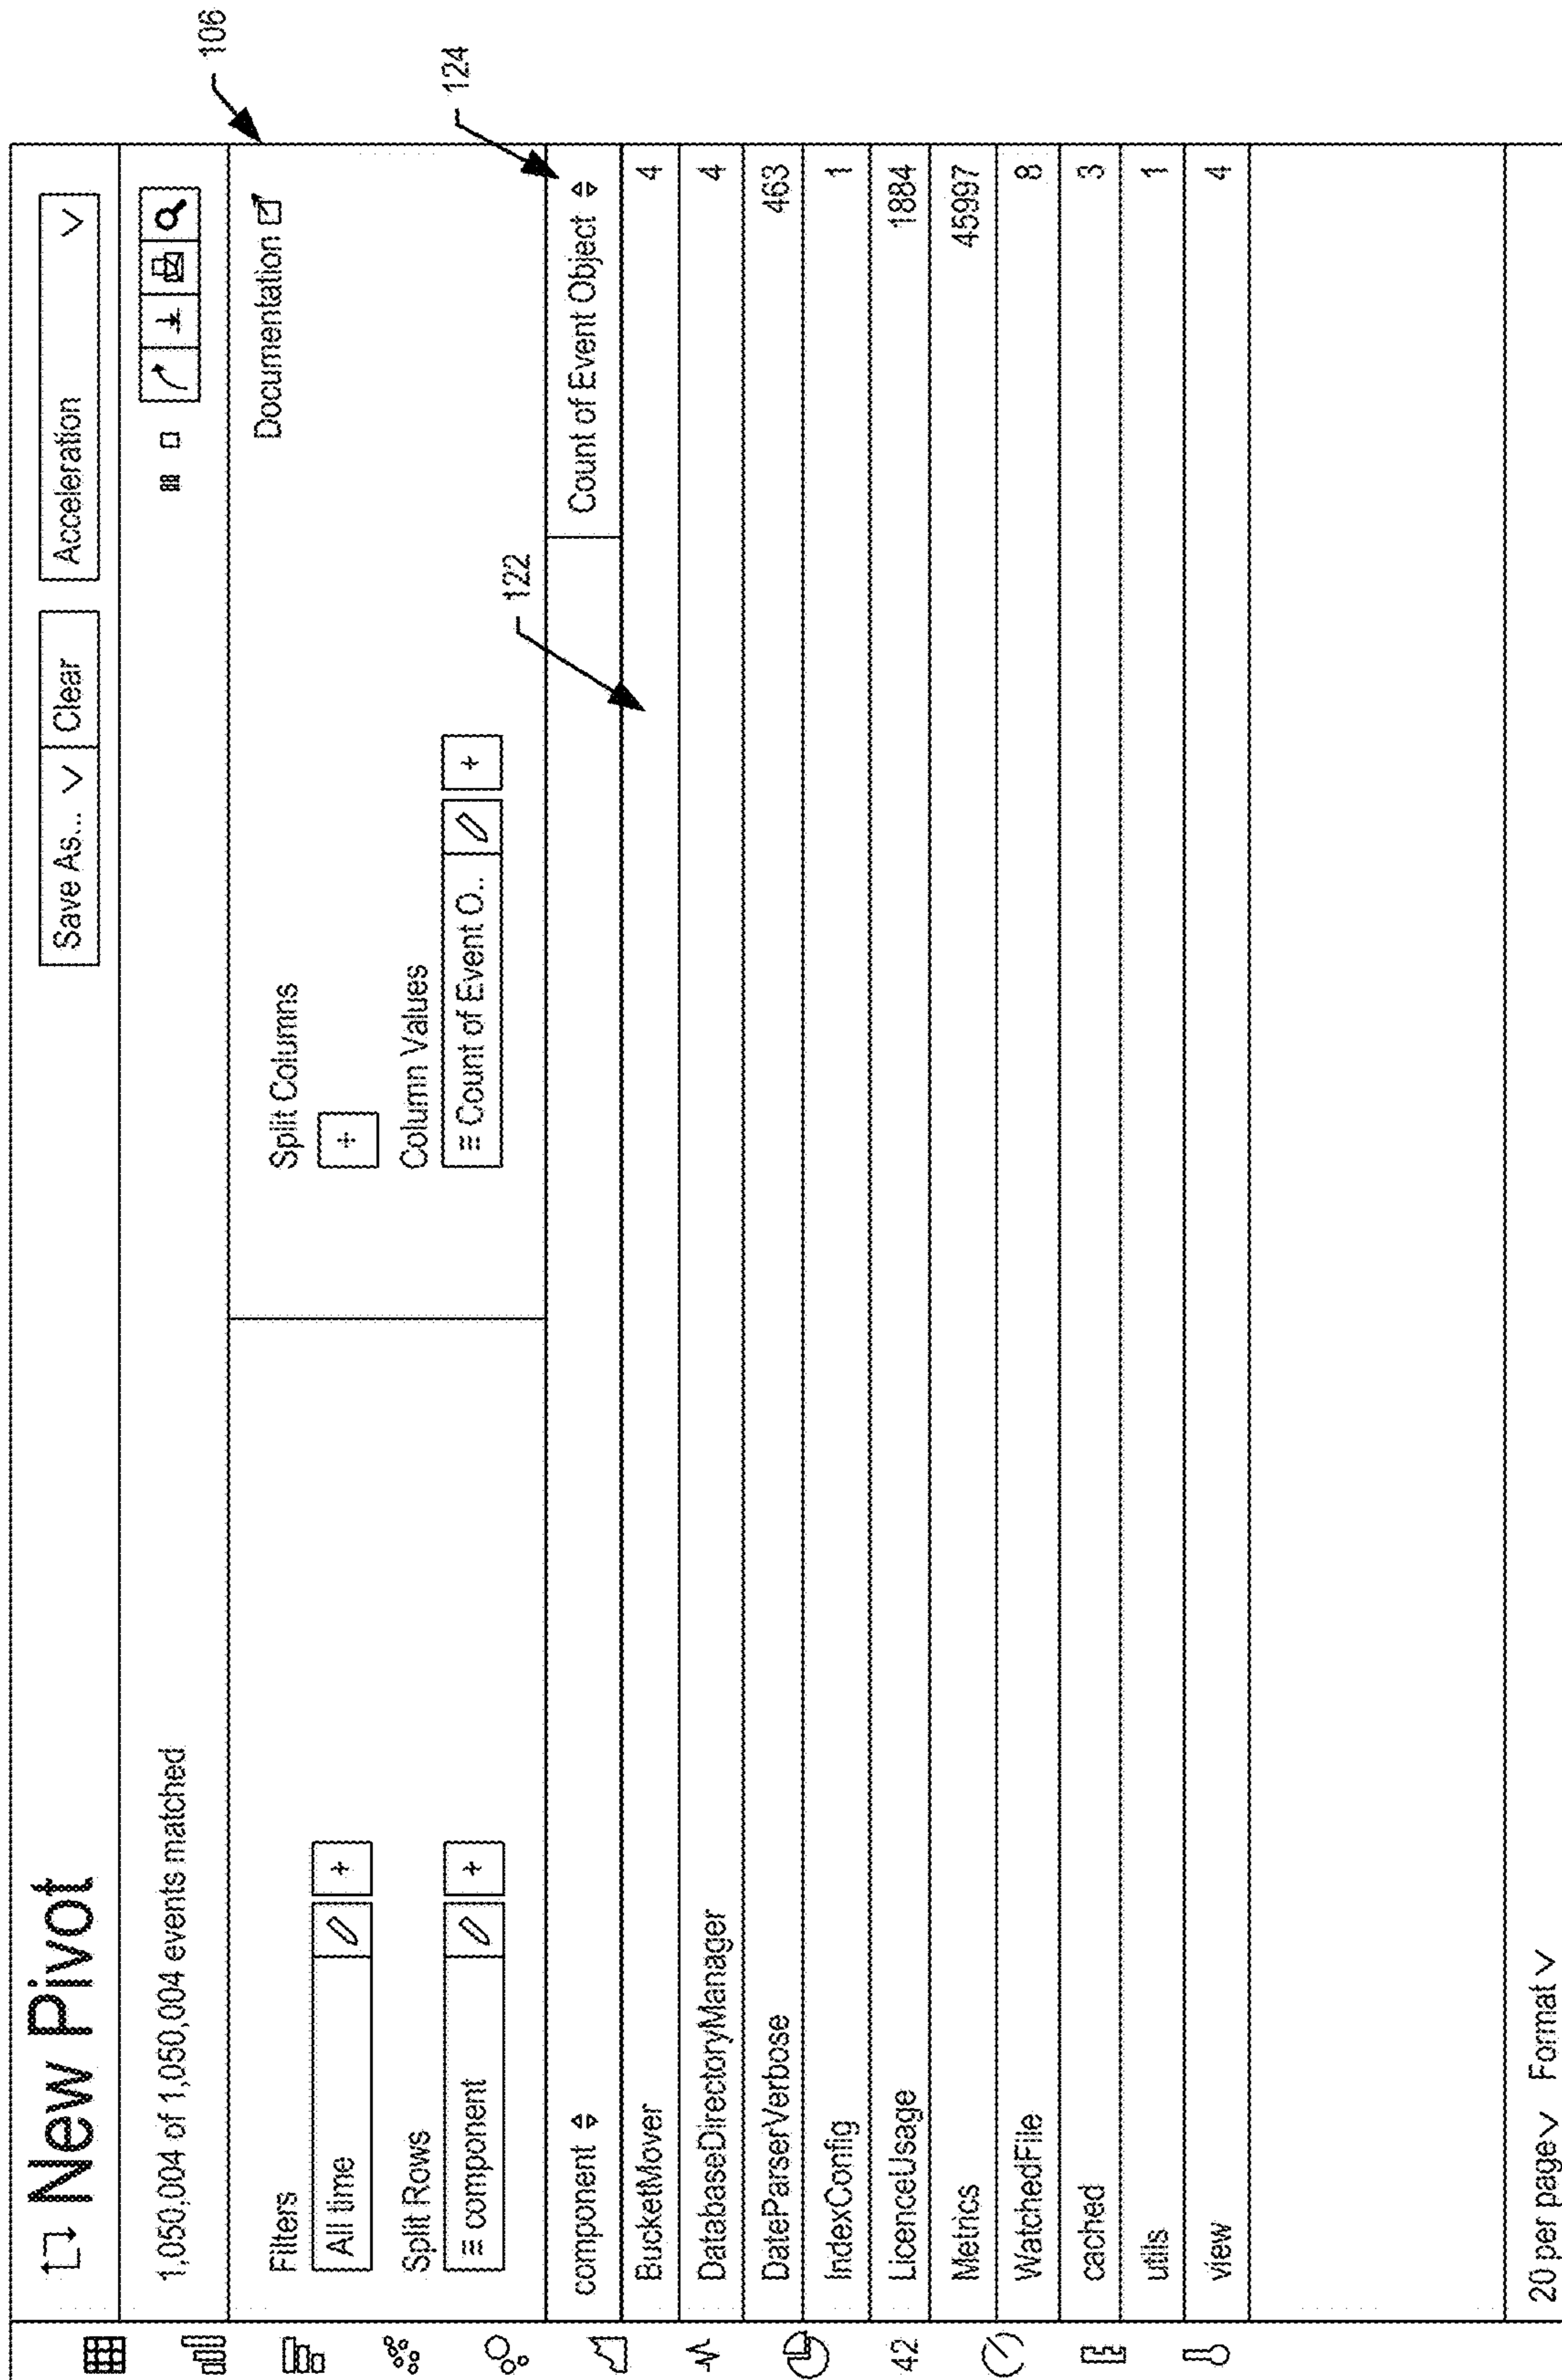 New Pivot
Save As... Clear Acceleration
1,050,004 of 1,050,004 events matched
106
Filters
Split Columns
Documentation
All time
+
+
Split Rows
Column Values
component
+
Count of Event O..
+
124
122
component
Count of Event Object
BucketMover 4
DatabaseDirectoryManager 4
DateParserVerbose 463
IndexConfig 1
LicenceUsage 1884
42
Metrics 45997
WatchedFile 8
cached 3
utils 1
view 4
20 per page Format